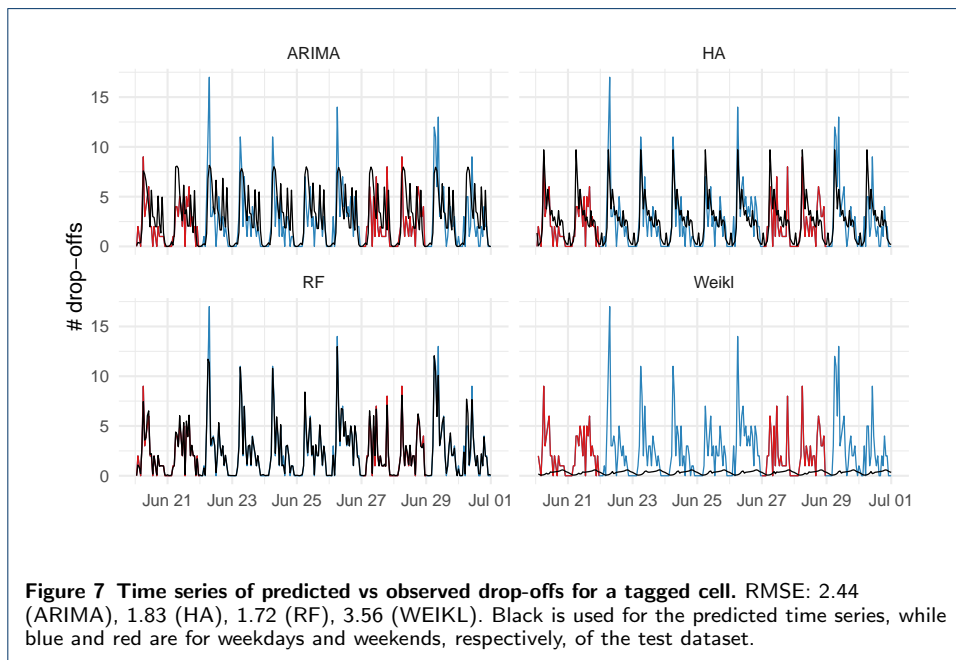 ARIMA HA
15
10
5
0
RF Weikl
15
10
5
0
# drop-offs
Jun 21 Jun 23 Jun 25 Jun 27 Jun 29 Jul 01 Jun 21 Jun 23 Jun 25 Jun 27 Jun 29 Jul 01
Figure 7 Time series of predicted vs observed drop-offs for a tagged cell. RMSE: 2.44
(ARIMA), 1.83 (HA), 1.72 (RF), 3.56 (WEIKL). Black is used for the predicted time series, while
blue and red are for weekdays and weekends, respectively, of the test dataset.